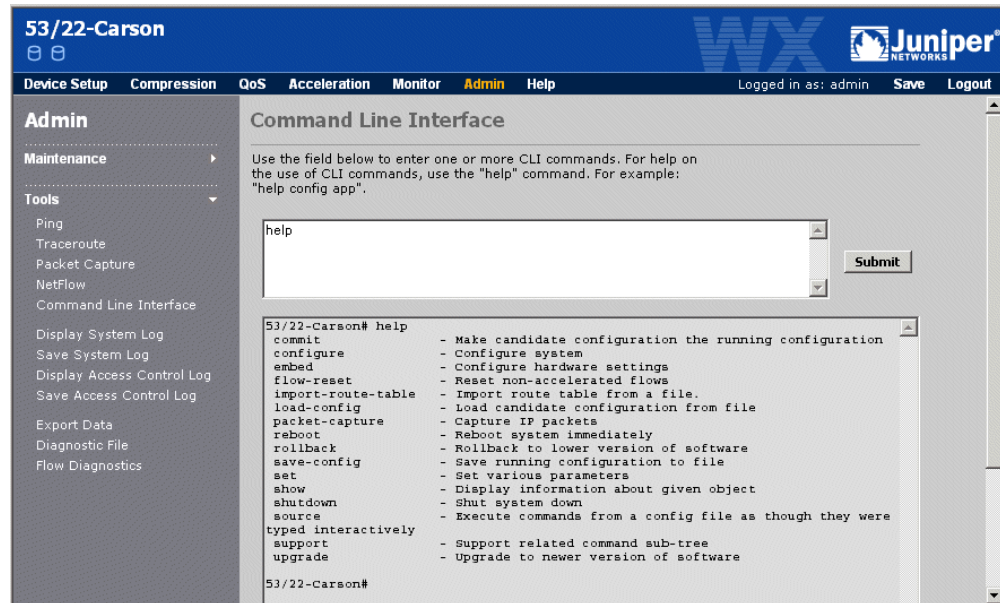 53/22-Carson
WX
Juniper®
NETWORKS
Device Setup Compression QoS Acceleration Monitor Admin Help Logged in as: admin Save Logout
Admin
Maintenance
Tools
Ping
Traceroute
Packet Capture
NetFlow
Command Line Interface
Display System Log
Save System Log
Display Access Control Log
Save Access Control Log
Export Data
Diagnostic File
Flow Diagnostics
Command Line Interface
Use the field below to enter one or more CLI commands. For help on
the use of CLI commands, use the "help" command. For example:
"help config app".
help
Submit
53/22-Carson# help
commit - Make candidate configuration the running configuration
configure - Configure system
embed - Configure hardware settings
flow-reset - Reset non-accelerated flows
import-route-table - Import route table from a file.
load-config - Load candidate configuration from file
packet-capture - Capture IP packets
reboot - Reboot system immediately
rollback - Rollback to lower version of software
save-config - Save running configuration to file
set - Set various parameters
show - Display information about given object
shutdown - Shut system down
source - Execute commands from a config file as though they were
typed interactively
support - Support related command sub-tree
upgrade - Upgrade to newer version of software
53/22-Carson#